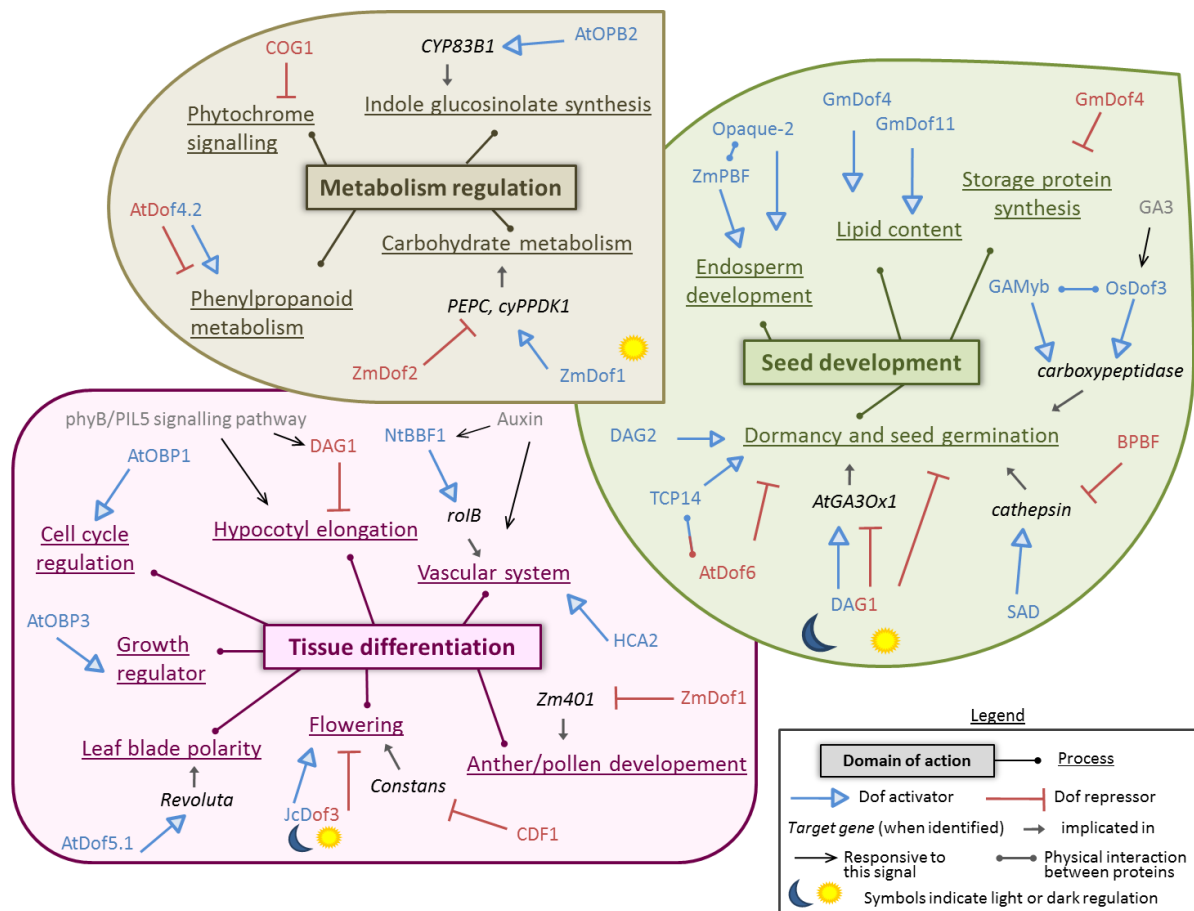 COG1
CYP83B1
AtOPB2
Phytochrome
signalling
Indole glucosinolate synthesis
Metabolism regulation
AtDof4.2
Carbohydrate metabolism
Phenylpropanoid
metabolism
PEPC, cyPPDK1
ZmDof2
ZmDof1
GmDof4
GmDof11
GmDof4
Opaque-2
ZmPBF
Storage protein
synthesis
GA3
Lipid content
Endosperm
development
GAMyb
OsDof3
Seed development
carboxypeptidase
DAG2
Dormancy and seed germination
BPBF
TCP14
AtGA3Ox1
cathepsin
AtDof6
DAG1
SAD
phyB/PIL5 signalling pathway
Auxin
DAG1
NtBBF1
AtOBP1
rolB
Cell cycle
regulation
Hypocotyl elongation
Vascular system
AtOBP3
Growth
regulator
Tissue differentiation
HCA2
Zm401
ZmDof1
Leaf blade polarity
Flowering
Anther/pollen developement
Revoluta
Constans
JcDof3
AtDof5.1
CDF1
Legend
Domain of action
Process
Dof activator
Dof repressor
Target gene (when identified)
implicated in
Responsive to
this signal
Physical interaction
between proteins
Symbols indicate light or dark regulation